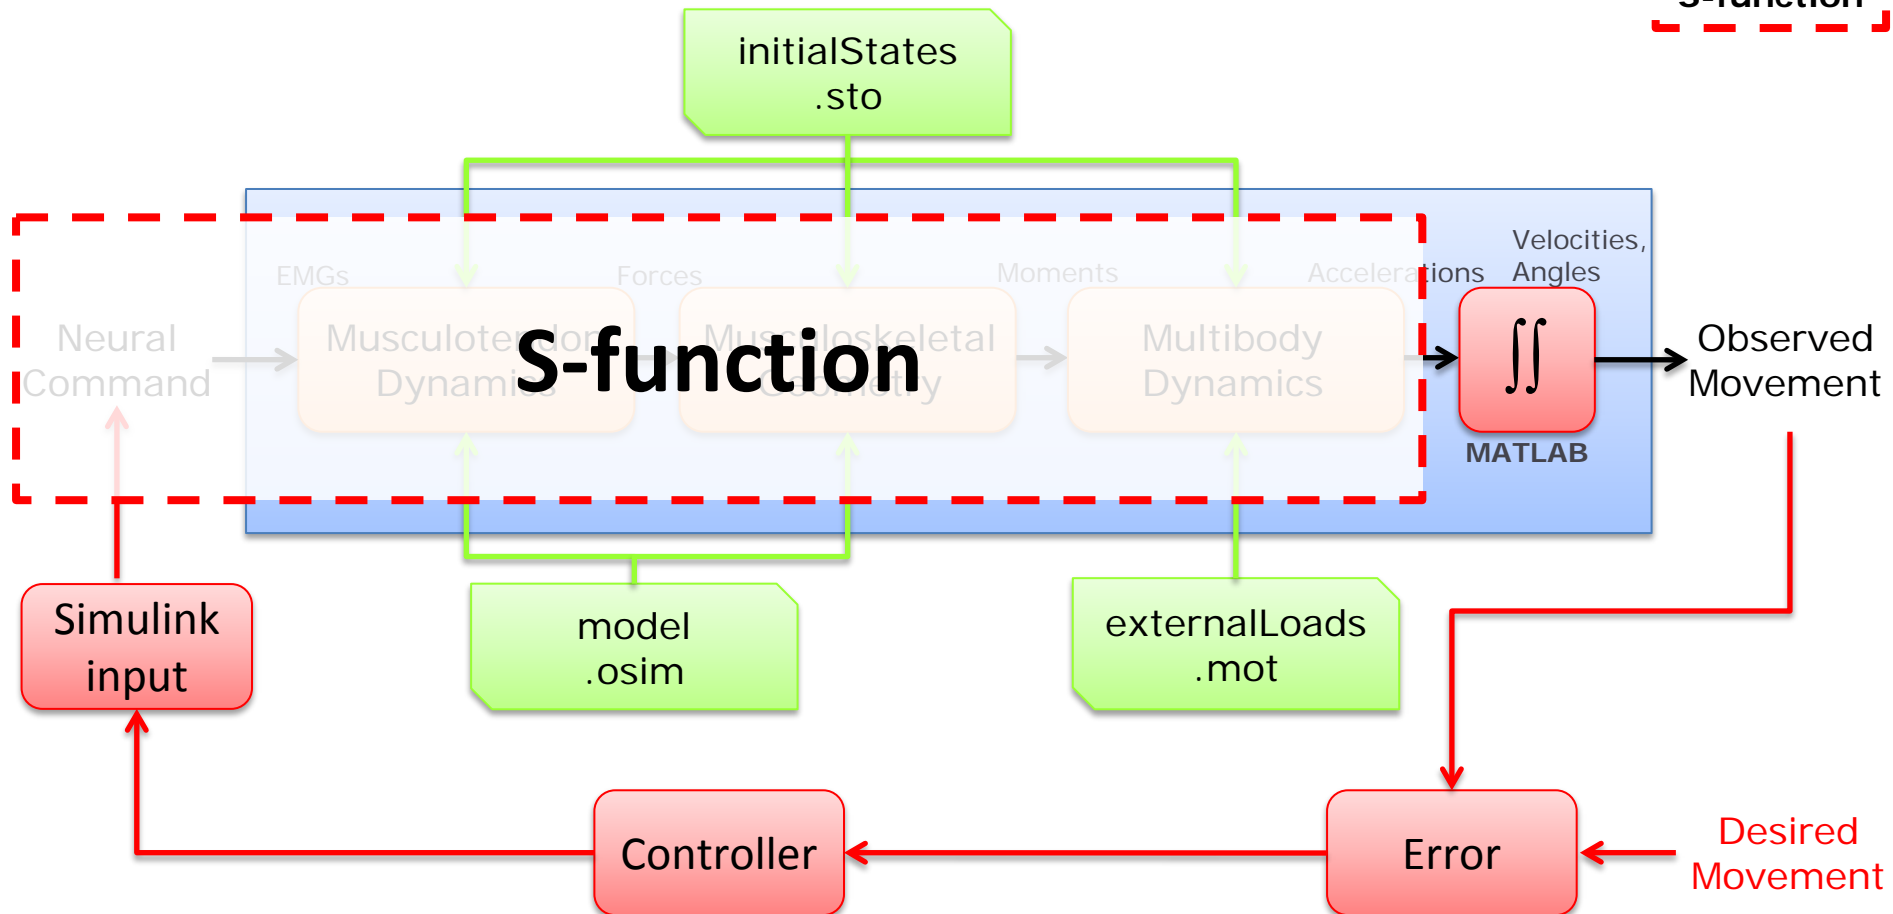 S-function
initialStates
.sto
Velocities,
Angles
EMGs
Forces
Moments
Accelerations
Neural
Command
Musculotendon
Dynamics
S-function
Musculoskeletal
Geometry
Multibody
Dynamics
∬
MATLAB
Observed
Movement
Simulink
input
model
.osim
externalLoads
.mot
Controller
Error
Desired
Movement